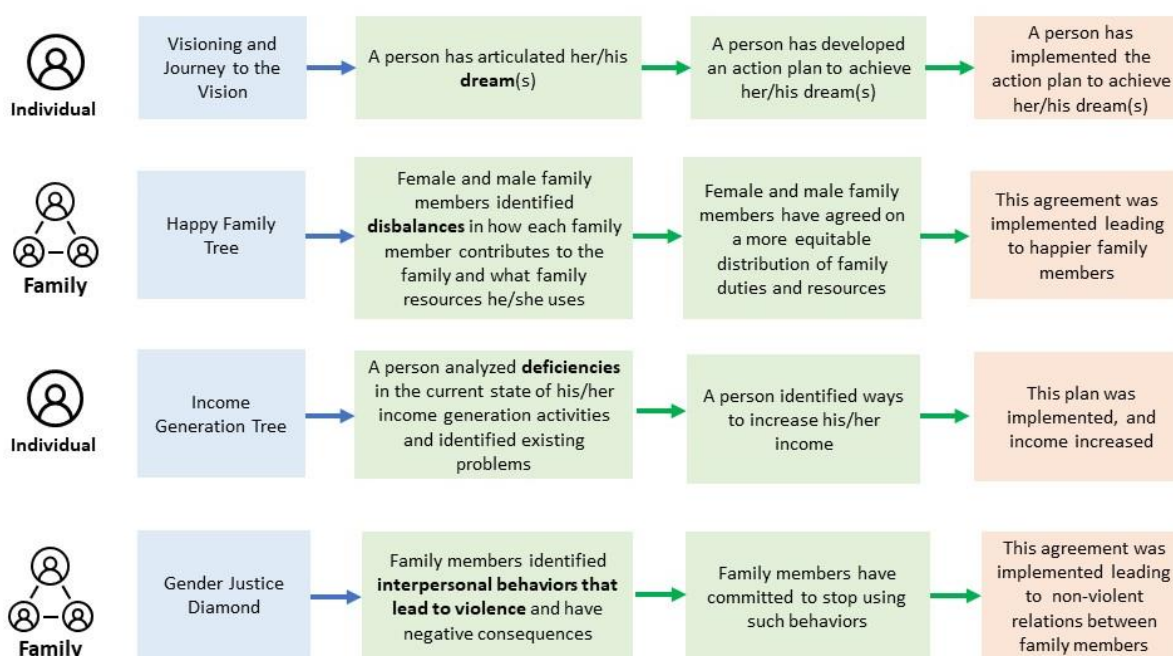 Individual
Visioning and
Journey to the
Vision
A person has articulated her/his
dream(s)
A person has developed
an action plan to achieve
her/his dream(s)
A person has
implemented the
action plan to achieve
her/his dream(s)
Family
Happy Family
Tree
Female and male family
members identified
disbalances in how each family
member contributes to
the family and what family
resources he/she uses
Female and male family
members have agreed on
a more equitable
distribution of family
duties and resources
This agreement was
implemented leading
to happier family
members
Individual
Income
Generation Tree
A person analyzed deficiencies
in the current state of his/her
income generation activities
and identified existing
problems
A person identified ways
to increase his/her
income
This plan was
implemented, and
income increased
Family
Gender Justice
Diamond
Family members identified
interpersonal behaviors that
lead to violence and have
negative consequences
Family members have
committed to stop using
such behaviors
This agreement was
implemented leading
to non-violent
relations between
family members